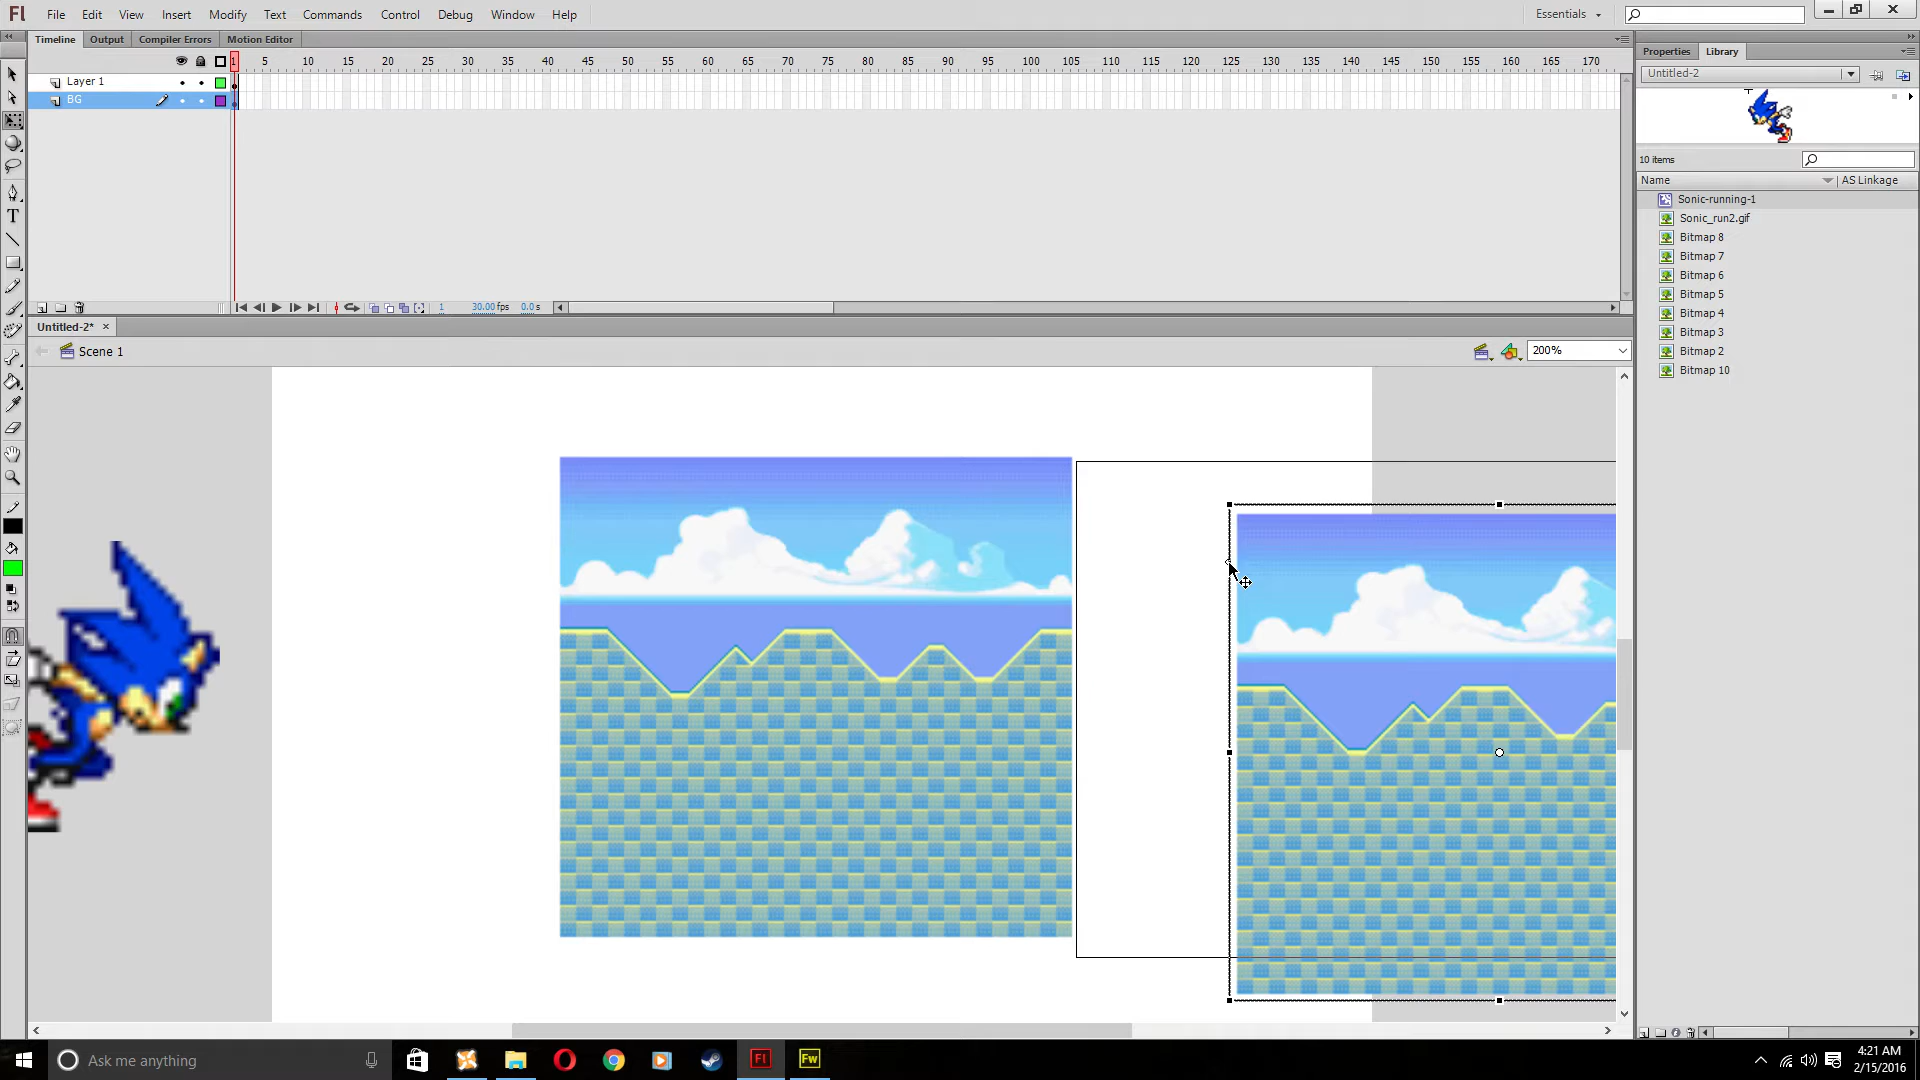 Fl File Edit View Insert Modify Text Commands Control Debug Window Help Essentials
Timeline Output Compiler Errors Motion Editor Properties Library
1 5 10 15 20 25 30 35 40 45 50 55 60 65 70 75 80 85 90 95 100 105 110 115 120 125 130 135 140 145 150 155 160 165 170
Untitled-2
Layer 1
BG
10 items
Name AS Linkage
Sonic-running-1
Sonic_run2.gif
Bitmap 8
Bitmap 7
Bitmap 6
Bitmap 5
Bitmap 4
Bitmap 3
Bitmap 2
Bitmap 10
1 30.00 fps 0.0 s
Untitled-2* ×
Scene 1 200%
T
Ask me anything Fl Fw 4:21 AM
2/15/2016